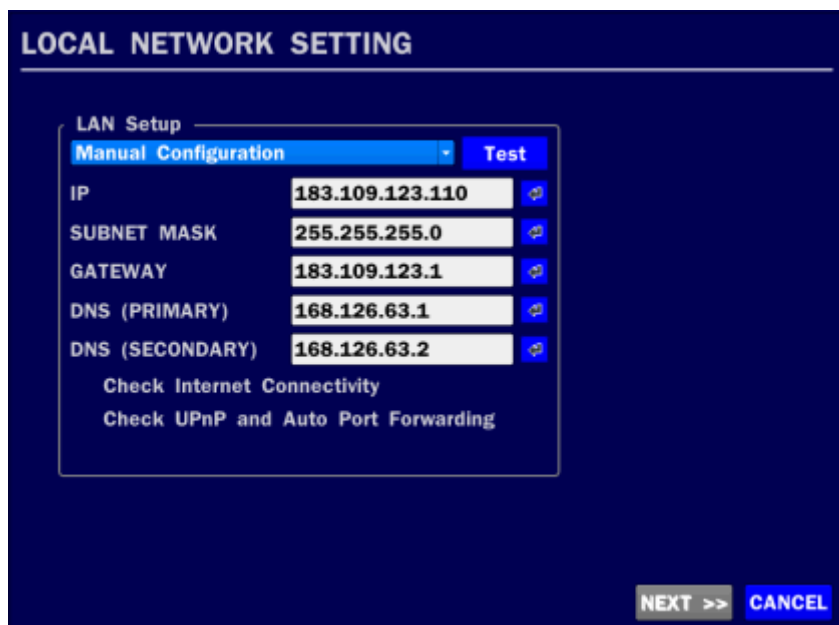 LOCAL NETWORK SETTING
LAN Setup
Manual Configuration Test
IP 183.109.123.110
SUBNET MASK 255.255.255.0
GATEWAY 183.109.123.1
DNS (PRIMARY) 168.126.63.1
DNS (SECONDARY) 168.126.63.2
Check Internet Connectivity
Check UPnP and Auto Port Forwarding
NEXT >> CANCEL